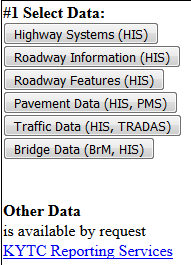 #1 Select Data:
Highway Systems (HIS)
Roadway Information (HIS)
Roadway Features (HIS)
Pavement Data (HIS, PMS)
Traffic Data (HIS, TRADAS)
Bridge Data (BrM, HIS)
Other Data
is available by request
KYTC Reporting Services